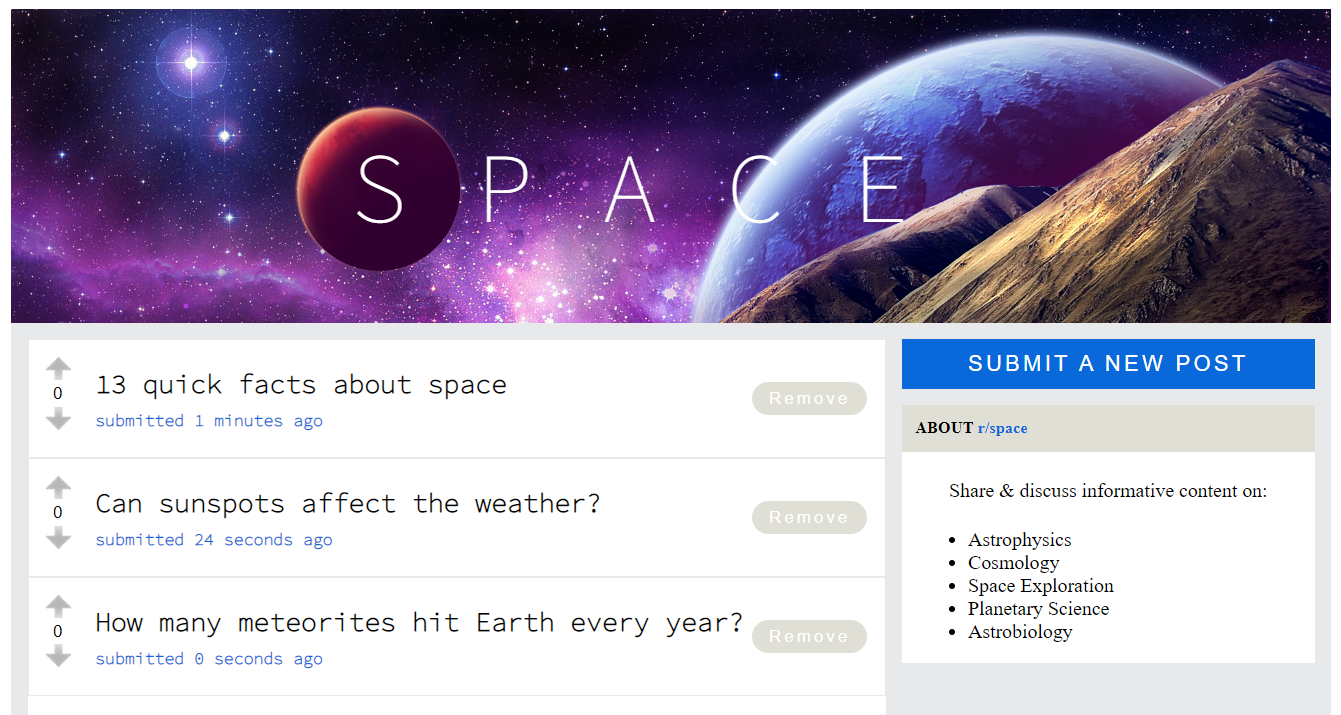 S P A C E
0
13 quick facts about space
submitted 1 minutes ago
Remove
0
Can sunspots affect the weather?
submitted 24 seconds ago
Remove
0
How many meteorites hit Earth every year?
submitted 0 seconds ago
Remove
SUBMIT A NEW POST
ABOUT r/space
Share & discuss informative content on:
Astrophysics
Cosmology
Space Exploration
Planetary Science
Astrobiology